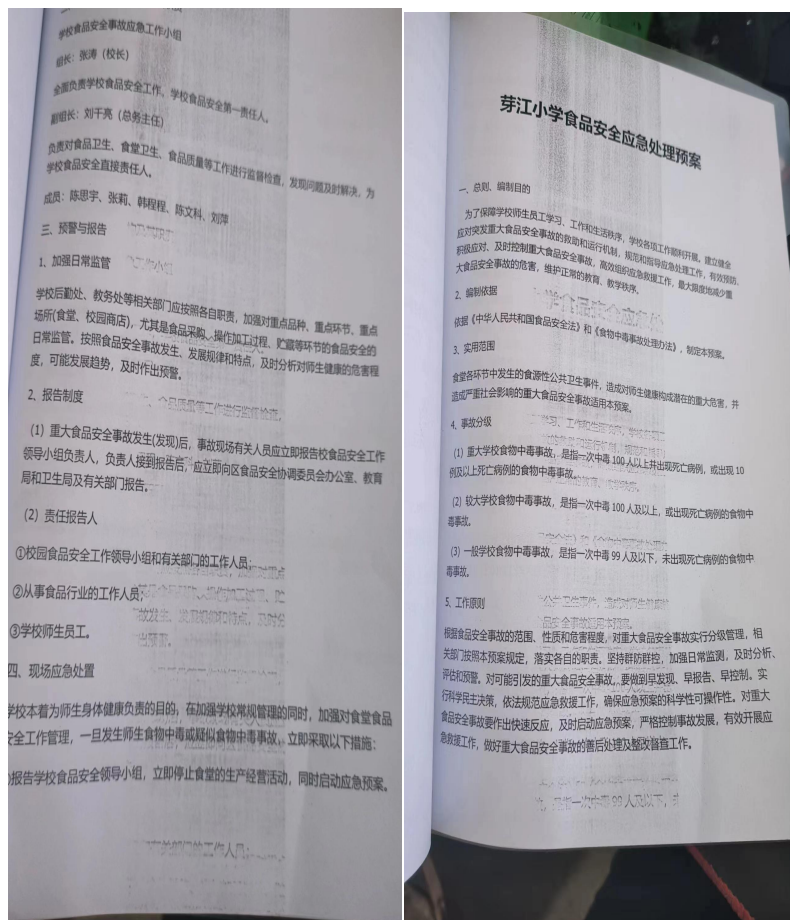 学校食品安全事故应急工作小组
组长：张涛（校长）
全面负责学校食品安全工作，学校食品安全第一责任人。
副组长：刘千亮（总务主任）
负责对食品卫生、食堂卫生、食品质量等工作进行监督检查，发现问题及时解决，为
学校食品安全直接责任人。
成员：陈思宇、张莉、韩程程、陈文科、刘萍
三、预警与报告
1、加强日常监管
学校后勤处、教务处等相关部门应按照各自职责，加强对重点品种、重点环节、重点
场所(食堂、校园商店)，尤其是食品采购、操作加工过程、贮藏等环节的食品安全的
日常监管。按照食品安全事故发生、发展规律和特点，及时分析对师生健康的危害程
度，可能发展趋势，及时作出预警。
2、报告制度
（1）重大食品安全事故发生(发现)后，事故现场有关人员应立即报告校食品安全工作
领导小组负责人，负责人接到报告后，应立即向区食品安全协调委员会办公室、教育
局和卫生局及有关部门报告。
（2）责任报告人
①校园食品安全工作领导小组和有关部门的工作人员；
②从事食品行业的工作人员；
③学校师生员工。
四、现场应急处置
学校本着为师生身体健康负责的目的，在加强学校常规管理的同时，加强对食堂食品
安全工作管理，一旦发生师生食物中毒或疑似食物中毒事故，立即采取以下措施：
报告学校食品安全领导小组，立即停止食堂的生产经营活动，同时启动应急预案。
芽江小学食品安全应急处理预案
一、总则、编制目的
为了保障学校师生员工学习、工作和生活秩序，学校各项工作顺利开展。建立健全
应对突发重大食品安全事故的救助和运行机制，规范和指导应急处理工作，有效预防、
积极应对、及时控制重大食品安全事故，高效组织应急救援工作，最大限度地减少重
大食品安全事故的危害，维护正常的教育、教学秩序。
2、编制依据
依据《中华人民共和国食品安全法》和《食物中毒事故处理办法》，制定本预案。
3、实用范围
食堂各环节中发生的食源性公共卫生事件，造成对师生健康构成潜在的重大危害，并
造成严重社会影响的重大食品安全事故适用本预案。
4、事故分级
（1）重大学校食物中毒事故，是指一次中毒 100 人以上并出现死亡病例，或出现 10
例及以上死亡病例的食物中毒事故。
（2）较大学校食物中毒事故，是指一次中毒 100 人及以上，或出现死亡病例的食物中
毒事故。
（3）一般学校食物中毒事故，是指一次中毒 99 人及以下，未出现死亡病例的食物中
毒事故。
5、工作原则
根据食品安全事故的范围、性质和危害程度，对重大食品安全事故实行分级管理，相
关部门按照本预案规定，落实各自的职责。坚持群防群控，加强日常监测，及时分析、
评估和预警。对可能引发的重大食品安全事故，要做到早发现、早报告、早控制。实
行科学民主决策，依法规范应急救援工作，确保应急预案的科学性可操作性。对重大
食品安全事故要作出快速反应，及时启动应急预案，严格控制事故发展，有效开展应
急救援工作，做好重大食品安全事故的善后处理及整改督查工作。